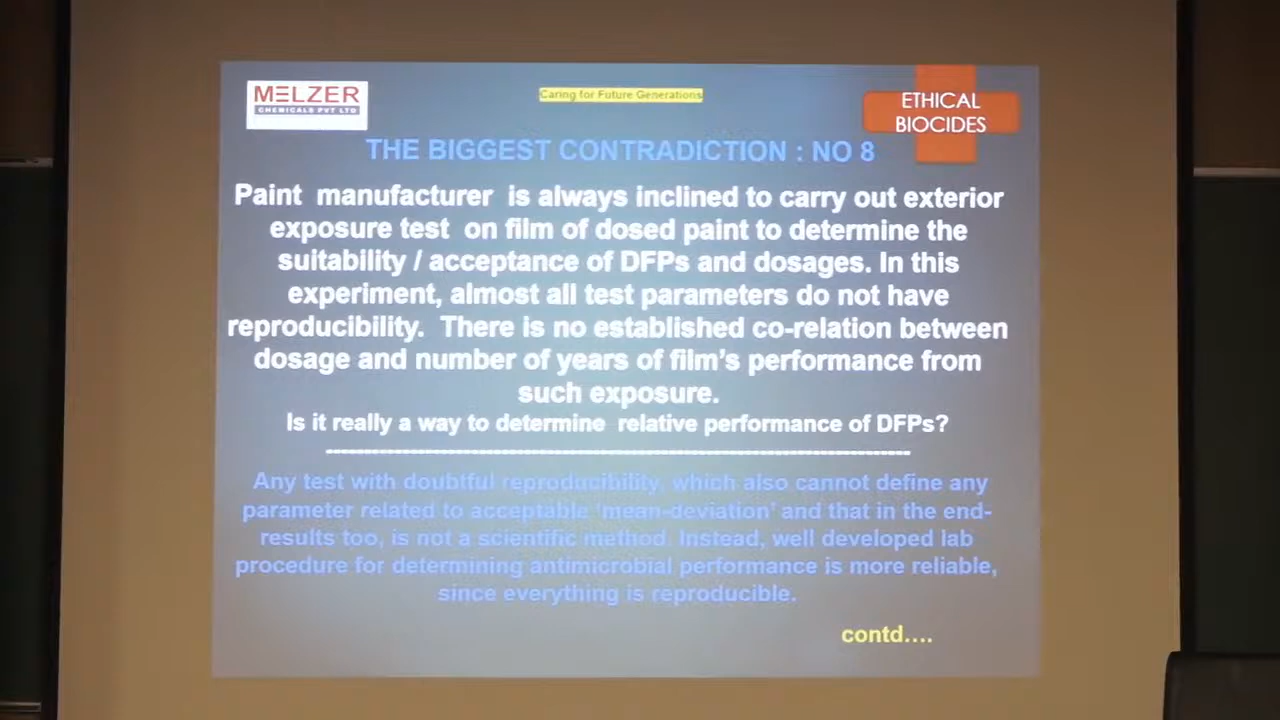 MELZER
CHEMICALS PVT LTD
Caring for Future Generations
ETHICAL
BIOCIDES
THE BIGGEST CONTRADICTION : NO 8
Paint manufacturer is always inclined to carry out exterior
exposure test on film of dosed paint to determine the
suitability / acceptance of DFPs and dosages. In this
experiment, almost all test parameters do not have
reproducibility. There is no established co-relation between
dosage and number of years of film's performance from
such exposure.
Is it really a way to determine relative performance of DFPs?
Any test with doubtful reproducibility, which also cannot define any
parameter related to acceptable 'mean-deviation' and that in the end-
results too, is not a scientific method. Instead, well developed lab
procedure for determining antimicrobial performance is more reliable,
since everything is reproducible.
contd....